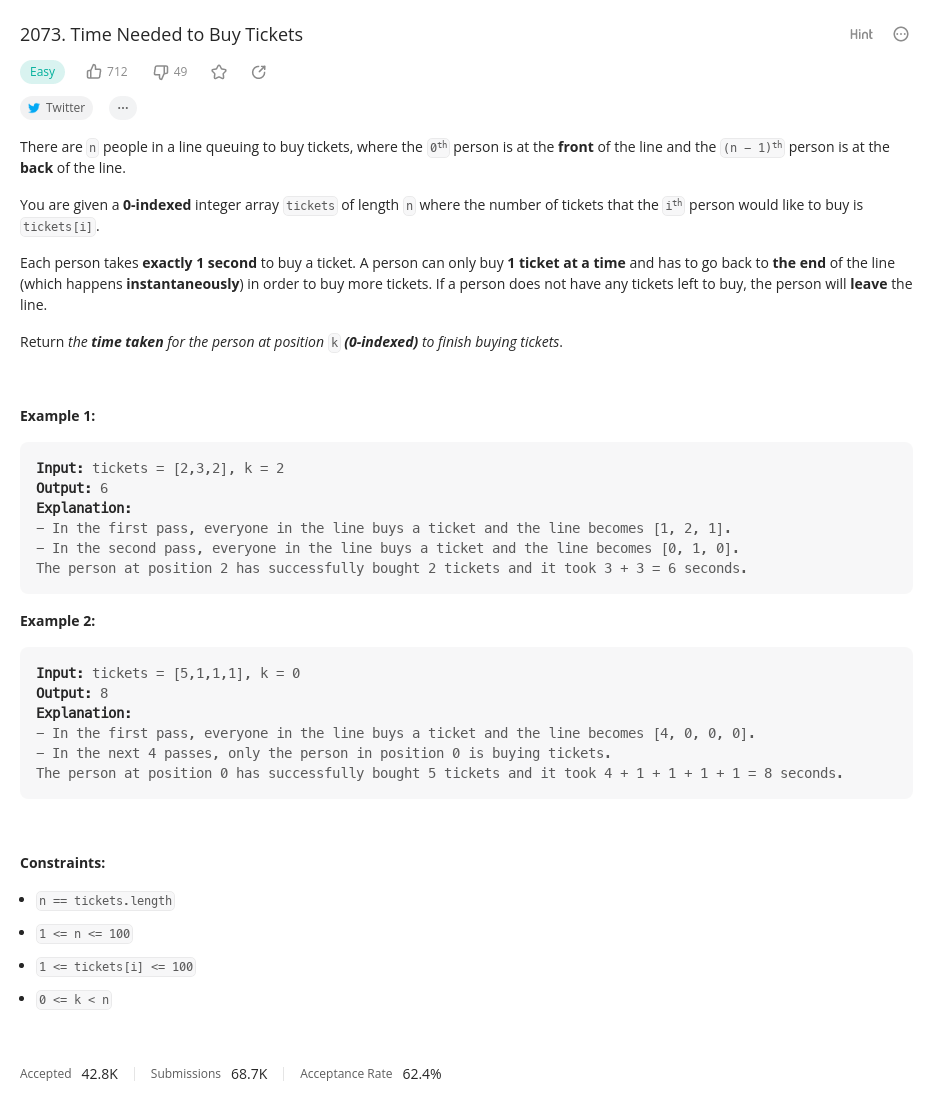 2073. Time Needed to Buy Tickets
Hint
Easy
712
49
Twitter
...
There are n people in a line queuing to buy tickets, where the 0th person is at the front of the line and the (n - 1)th person is at the
back of the line.
You are given a 0-indexed integer array tickets of length n where the number of tickets that the ith person would like to buy is
tickets[i].
Each person takes exactly 1 second to buy a ticket. A person can only buy 1 ticket at a time and has to go back to the end of the line
(which happens instantaneously) in order to buy more tickets. If a person does not have any tickets left to buy, the person will leave the
line.
Return the time taken for the person at position k (0-indexed) to finish buying tickets.
Example 1:
Input: tickets = [2,3,2], k = 2
Output: 6
Explanation:
- In the first pass, everyone in the line buys a ticket and the line becomes [1, 2, 1].
- In the second pass, everyone in the line buys a ticket and the line becomes [0, 1, 0].
The person at position 2 has successfully bought 2 tickets and it took 3 + 3 = 6 seconds.
Example 2:
Input: tickets = [5,1,1,1], k = 0
Output: 8
Explanation:
- In the first pass, everyone in the line buys a ticket and the line becomes [4, 0, 0, 0].
- In the next 4 passes, only the person in position 0 is buying tickets.
The person at position 0 has successfully bought 5 tickets and it took 4 + 1 + 1 + 1 + 1 = 8 seconds.
Constraints:
n == tickets.length
1 <= n <= 100
1 <= tickets[i] <= 100
0 <= k < n
Accepted 42.8K Submissions 68.7K Acceptance Rate 62.4%